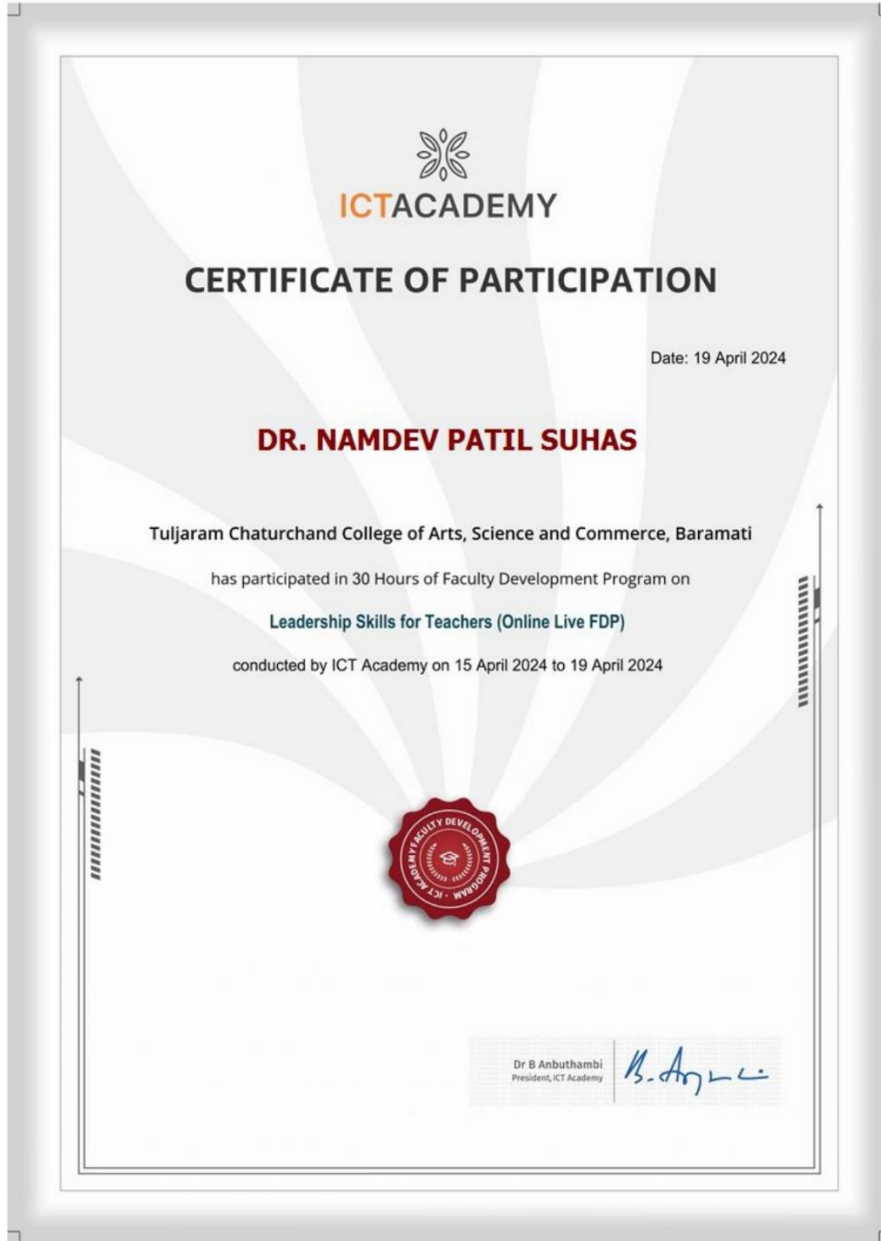 ICTACADEMY
CERTIFICATE OF PARTICIPATION
Date: 19 April 2024
DR. NAMDEV PATIL SUHAS
Tuljaram Chaturchand College of Arts, Science and Commerce, Baramati
has participated in 30 Hours of Faculty Development Program on
Leadership Skills for Teachers (Online Live FDP)
conducted by ICT Academy on 15 April 2024 to 19 April 2024
ICT ACADEMY FACULTY DEVELOPMENT PROGRAM
Dr B Anbuthambi
President, ICT Academy